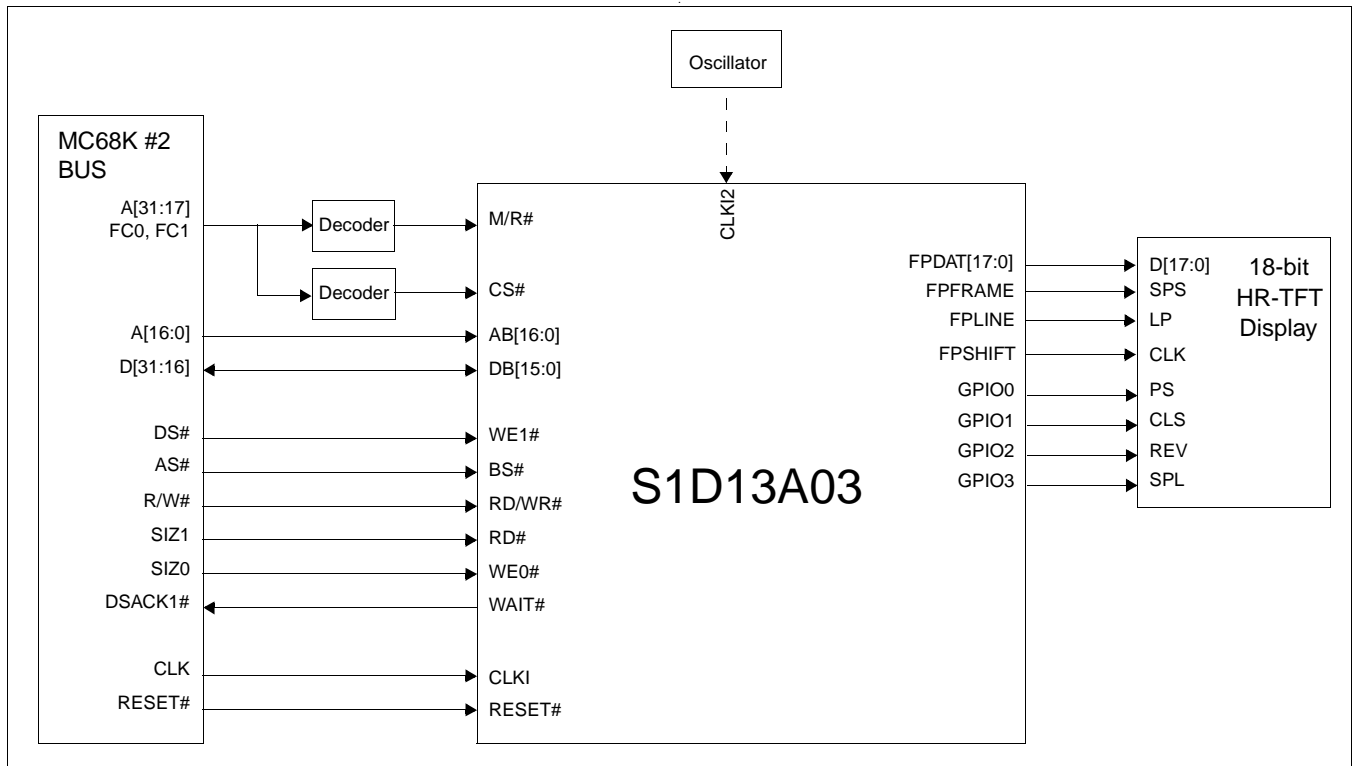 Oscillator
MC68K #2
BUS
A[31:17]
FC0, FC1
Decoder
M/R#
CLKI2
Decoder
CS#
A[16:0]
AB[16:0]
D[31:16]
DB[15:0]
DS#
WE1#
AS#
BS#
R/W#
RD/WR#
SIZ1
RD#
SIZ0
WE0#
DSACK1#
WAIT#
CLK
CLKI
RESET#
RESET#
S1D13A03
FPDAT[17:0]
D[17:0]
FPFRAME
SPS
FPLINE
LP
FPSHIFT
CLK
GPIO0
PS
GPIO1
CLS
GPIO2
REV
GPIO3
SPL
18-bit
HR-TFT
Display